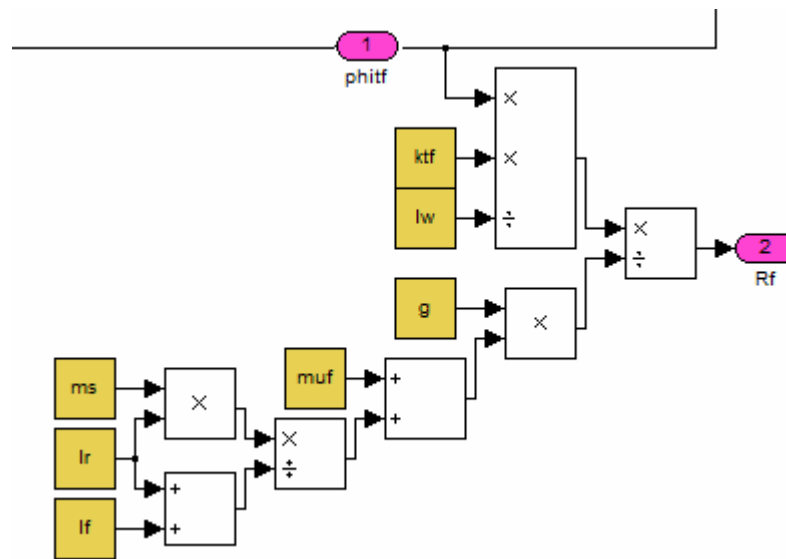 1
phitf
×
ktf
×
lw
÷
×
2
÷
Rf
g
×
muf
+
ms
×
+
lr
×
÷
+
lf
+